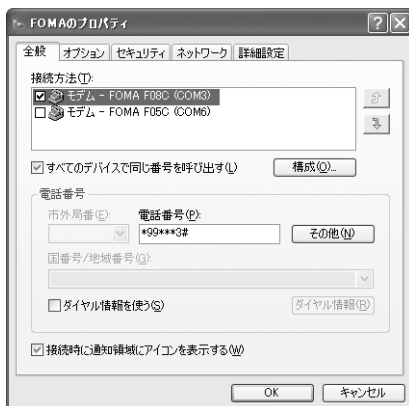 FOMAのプロパティ
全般 オプション セキュリティ ネットワーク 詳細設定
接続方法(T):
モデム - FOMA F08C (COM3)
モデム - FOMA F05C (COM6)
すべてのデバイスで同じ番号を呼び出す(L) 構成(O)...
電話番号
市外局番(E): 電話番号(P):
*99***3# その他(N)
国番号/地域番号(G):
ダイヤル情報を使う(S) ダイヤル情報(R)
接続時に通知領域にアイコンを表示する(W)
OK キャンセル